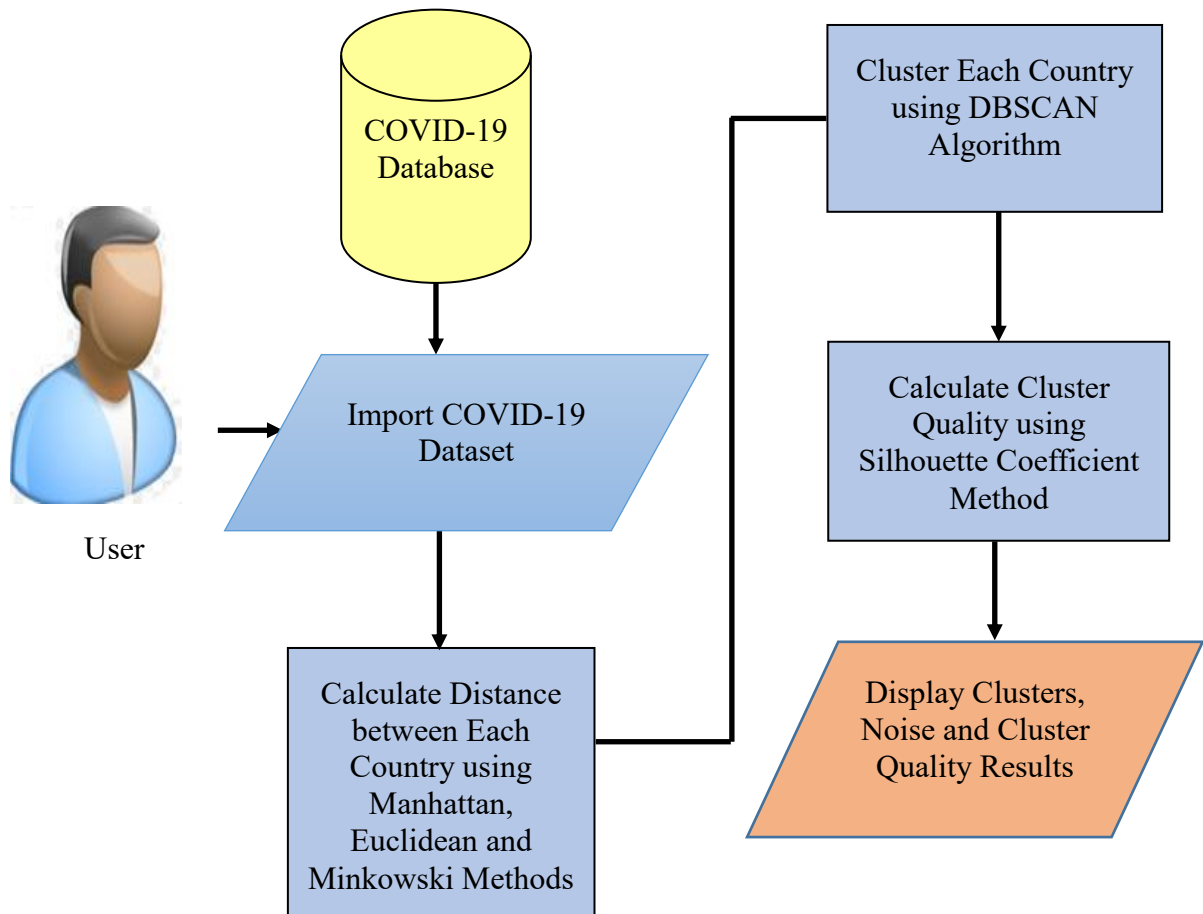 COVID-19
Database
User
Import COVID-19
Dataset
Calculate Distance
between Each
Country using
Manhattan,
Euclidean and
Minkowski Methods
Cluster Each Country
using DBSCAN
Algorithm
Calculate Cluster
Quality using
Silhouette Coefficient
Method
Display Clusters,
Noise and Cluster
Quality Results